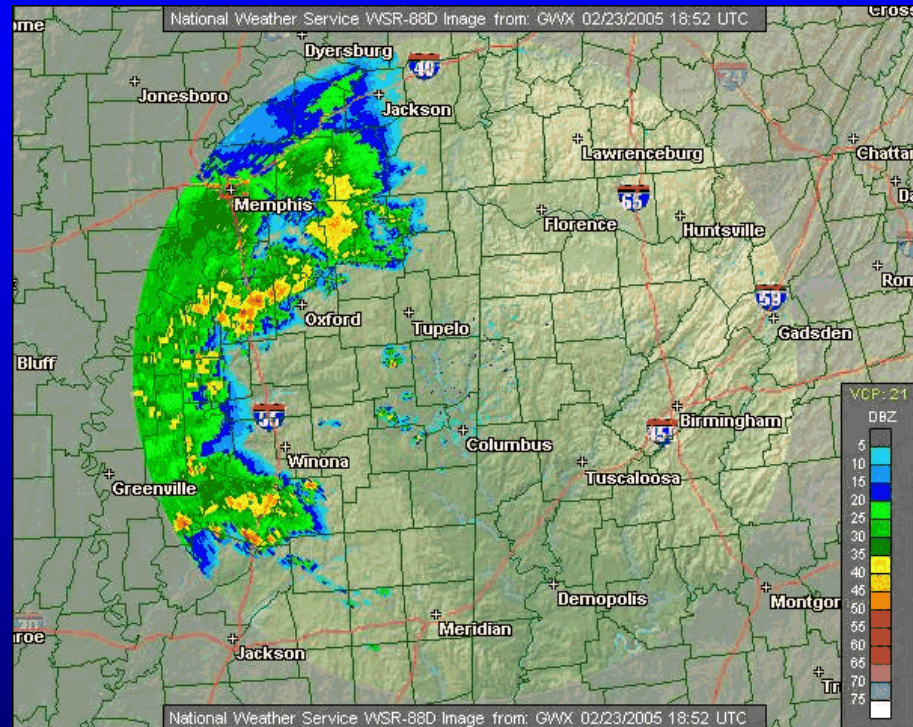 National Weather Service WSR-88D Image from: GWX 02/23/2005 18:52 UTC
Cross
Dyersburg
40
Jonesboro
Jackson
Lawrenceburg
Chattan
Memphis
65
Florence
Huntsville
Rom
59
Oxford
Tupelo
Gadsden
Bluff
VCP: 21
DBZ
55
Birmingham
Columbus
Winona
Greenville
Tuscaloosa
5
10
15
20
25
30
35
40
45
50
55
60
65
70
75
Demopolis
Montgor
Meridian
Jackson
National Weather Service WSR-88D Image from: GWX 02/23/2005 18:52 UTC